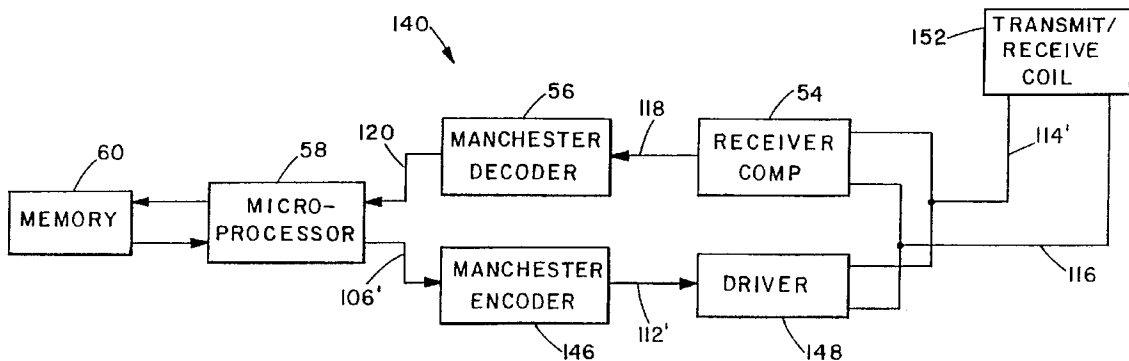 140
152
TRANSMIT/
RECEIVE
COIL
56
54
118
114'
60
58
120
MANCHESTER
DECODER
RECEIVER
COMP
MEMORY
MICRO-
PROCESSOR
116
106'
MANCHESTER
ENCODER
DRIVER
146
112'
148